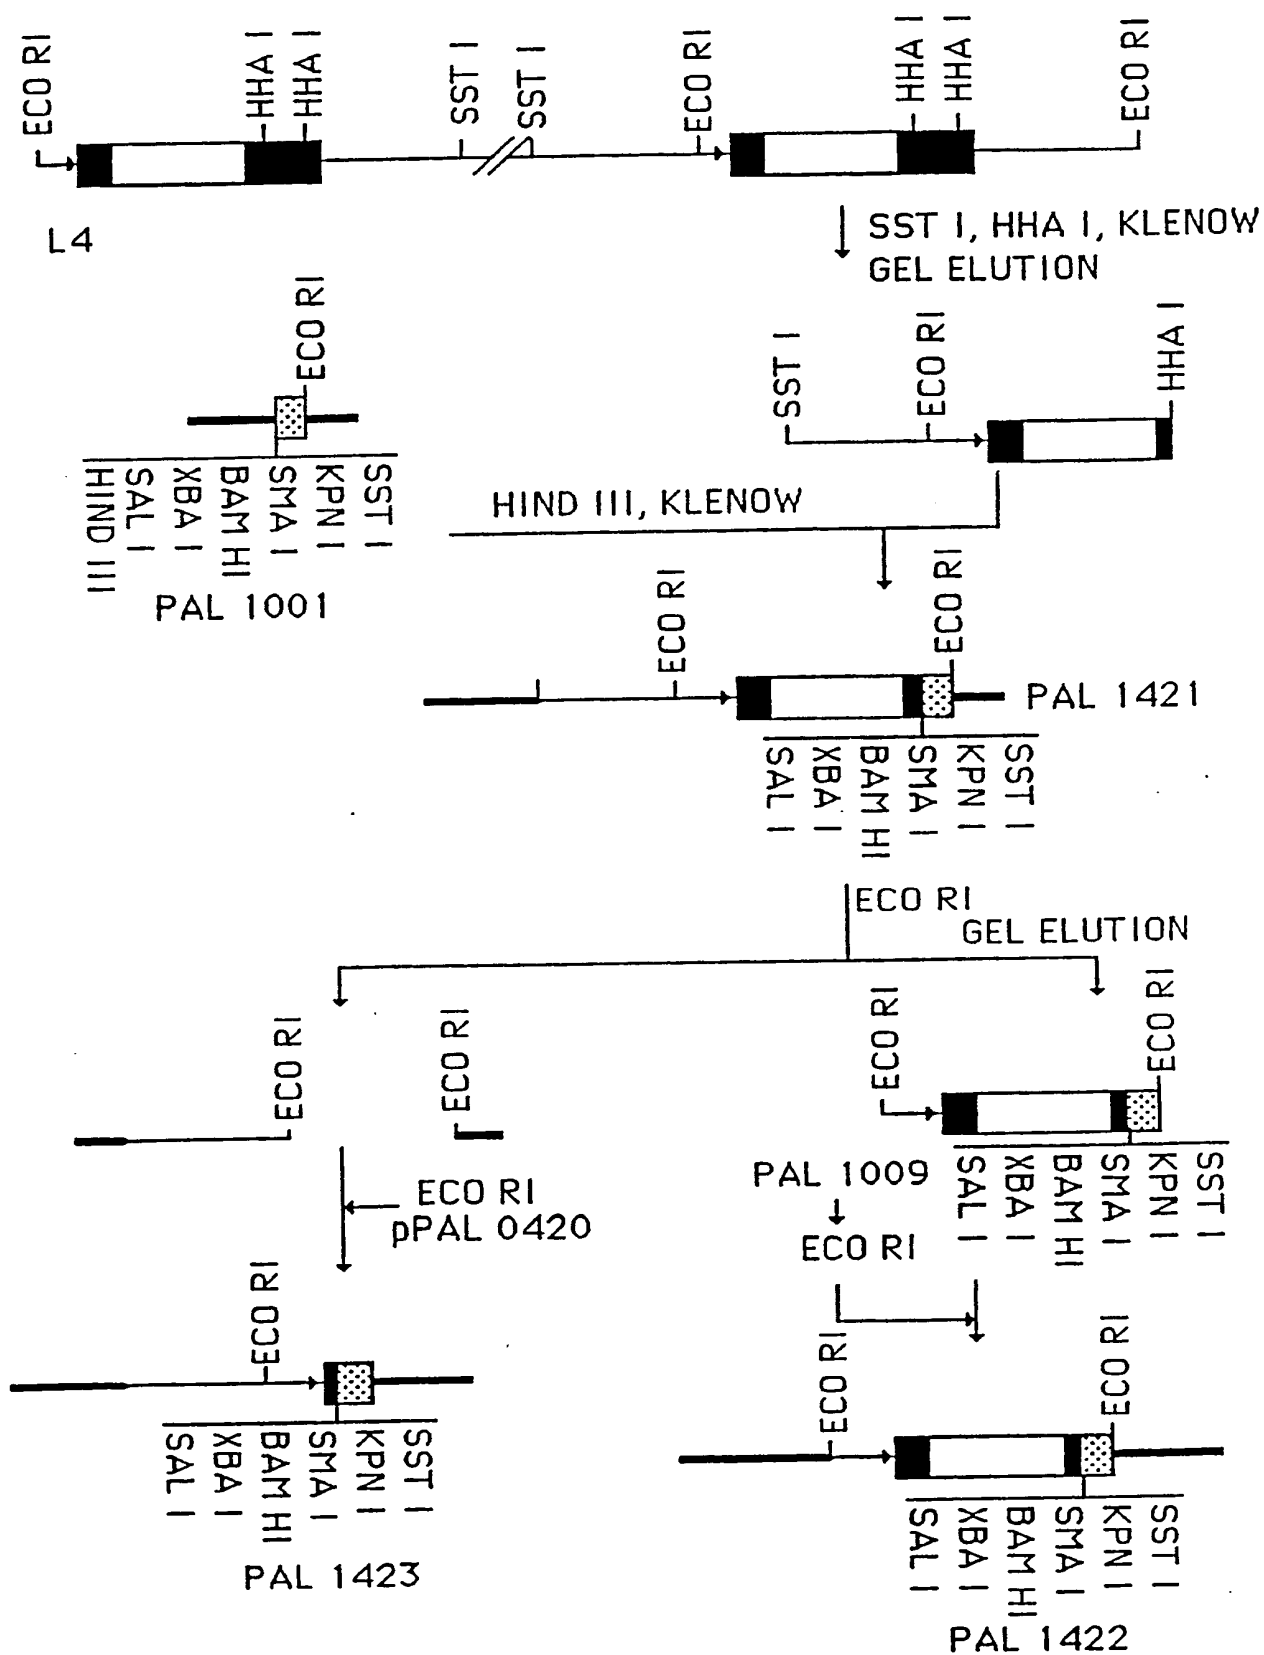 ECO RI
HHA I
HHA I
SST I
SST I
ECO RI
HHA I
HHA I
ECO RI
L4
SST I, HHA I, KLENOW
GEL ELUTION
ECO RI
HIND III
SAL I
XBA I
BAM HI
SMA I
KPN I
SST I
PAL 1001
SST I
ECO RI
HHA I
HIND III, KLENOW
ECO RI
ECO RI
PAL 1421
SAL I
XBA I
BAM HI
SMA I
KPN I
SST I
ECO RI
GEL ELUTION
ECO RI
ECO RI
ECO RI
ECO RI
SAL I
XBA I
BAM HI
SMA I
KPN I
SST I
ECO RI
pPAL 0420
PAL 1009
ECO RI
ECO RI
SAL I
XBA I
BAM HI
SMA I
KPN I
SST I
PAL 1423
ECO RI
ECO RI
SAL I
XBA I
BAM HI
SMA I
KPN I
SST I
PAL 1422